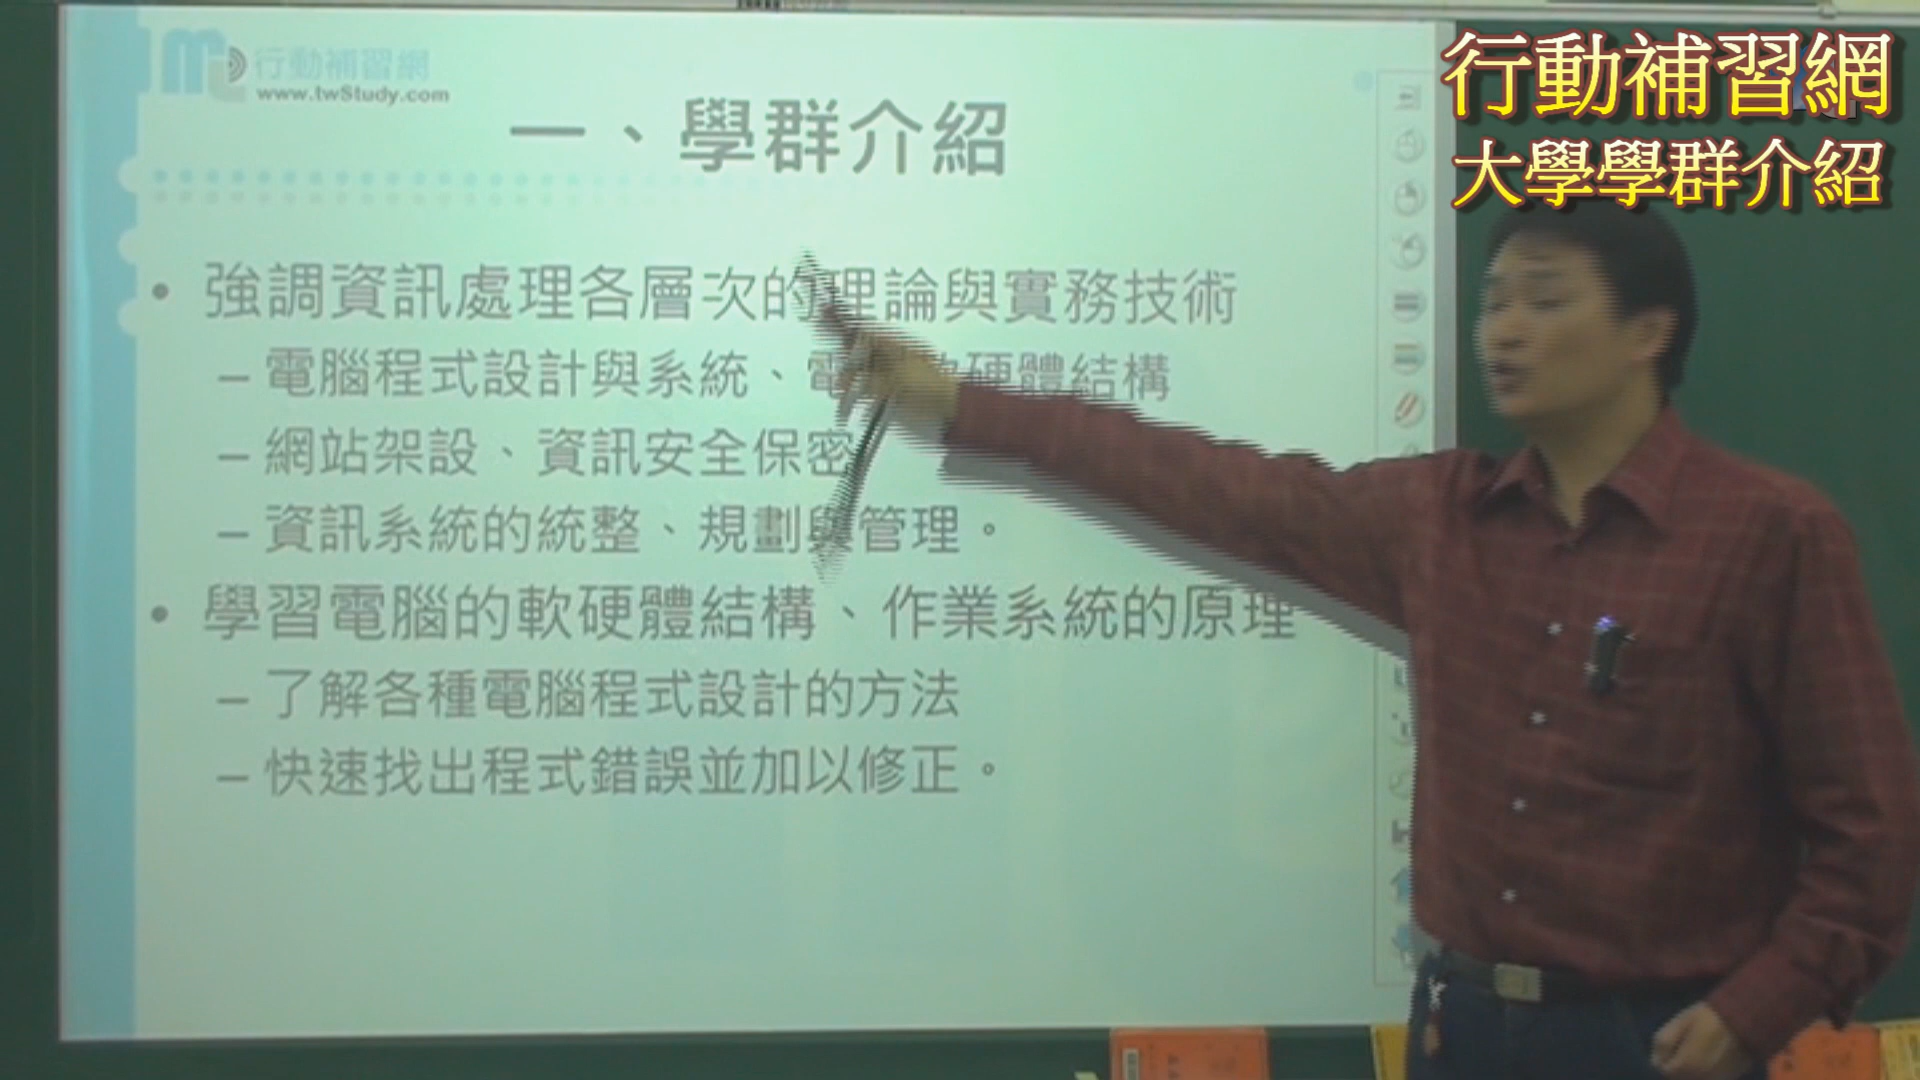 行動補習網
www.twStudy.com
行動補習網
大學學群介紹
一、學群介紹
• 強調資訊處理各層次的理論與實務技術
– 電腦程式設計與系統、電 軟硬體結構
– 網站架設、資訊安全保密
– 資訊系統的統整、規劃與管理。
• 學習電腦的軟硬體結構、作業系統的原理
– 了解各種電腦程式設計的方法
– 快速找出程式錯誤並加以修正。